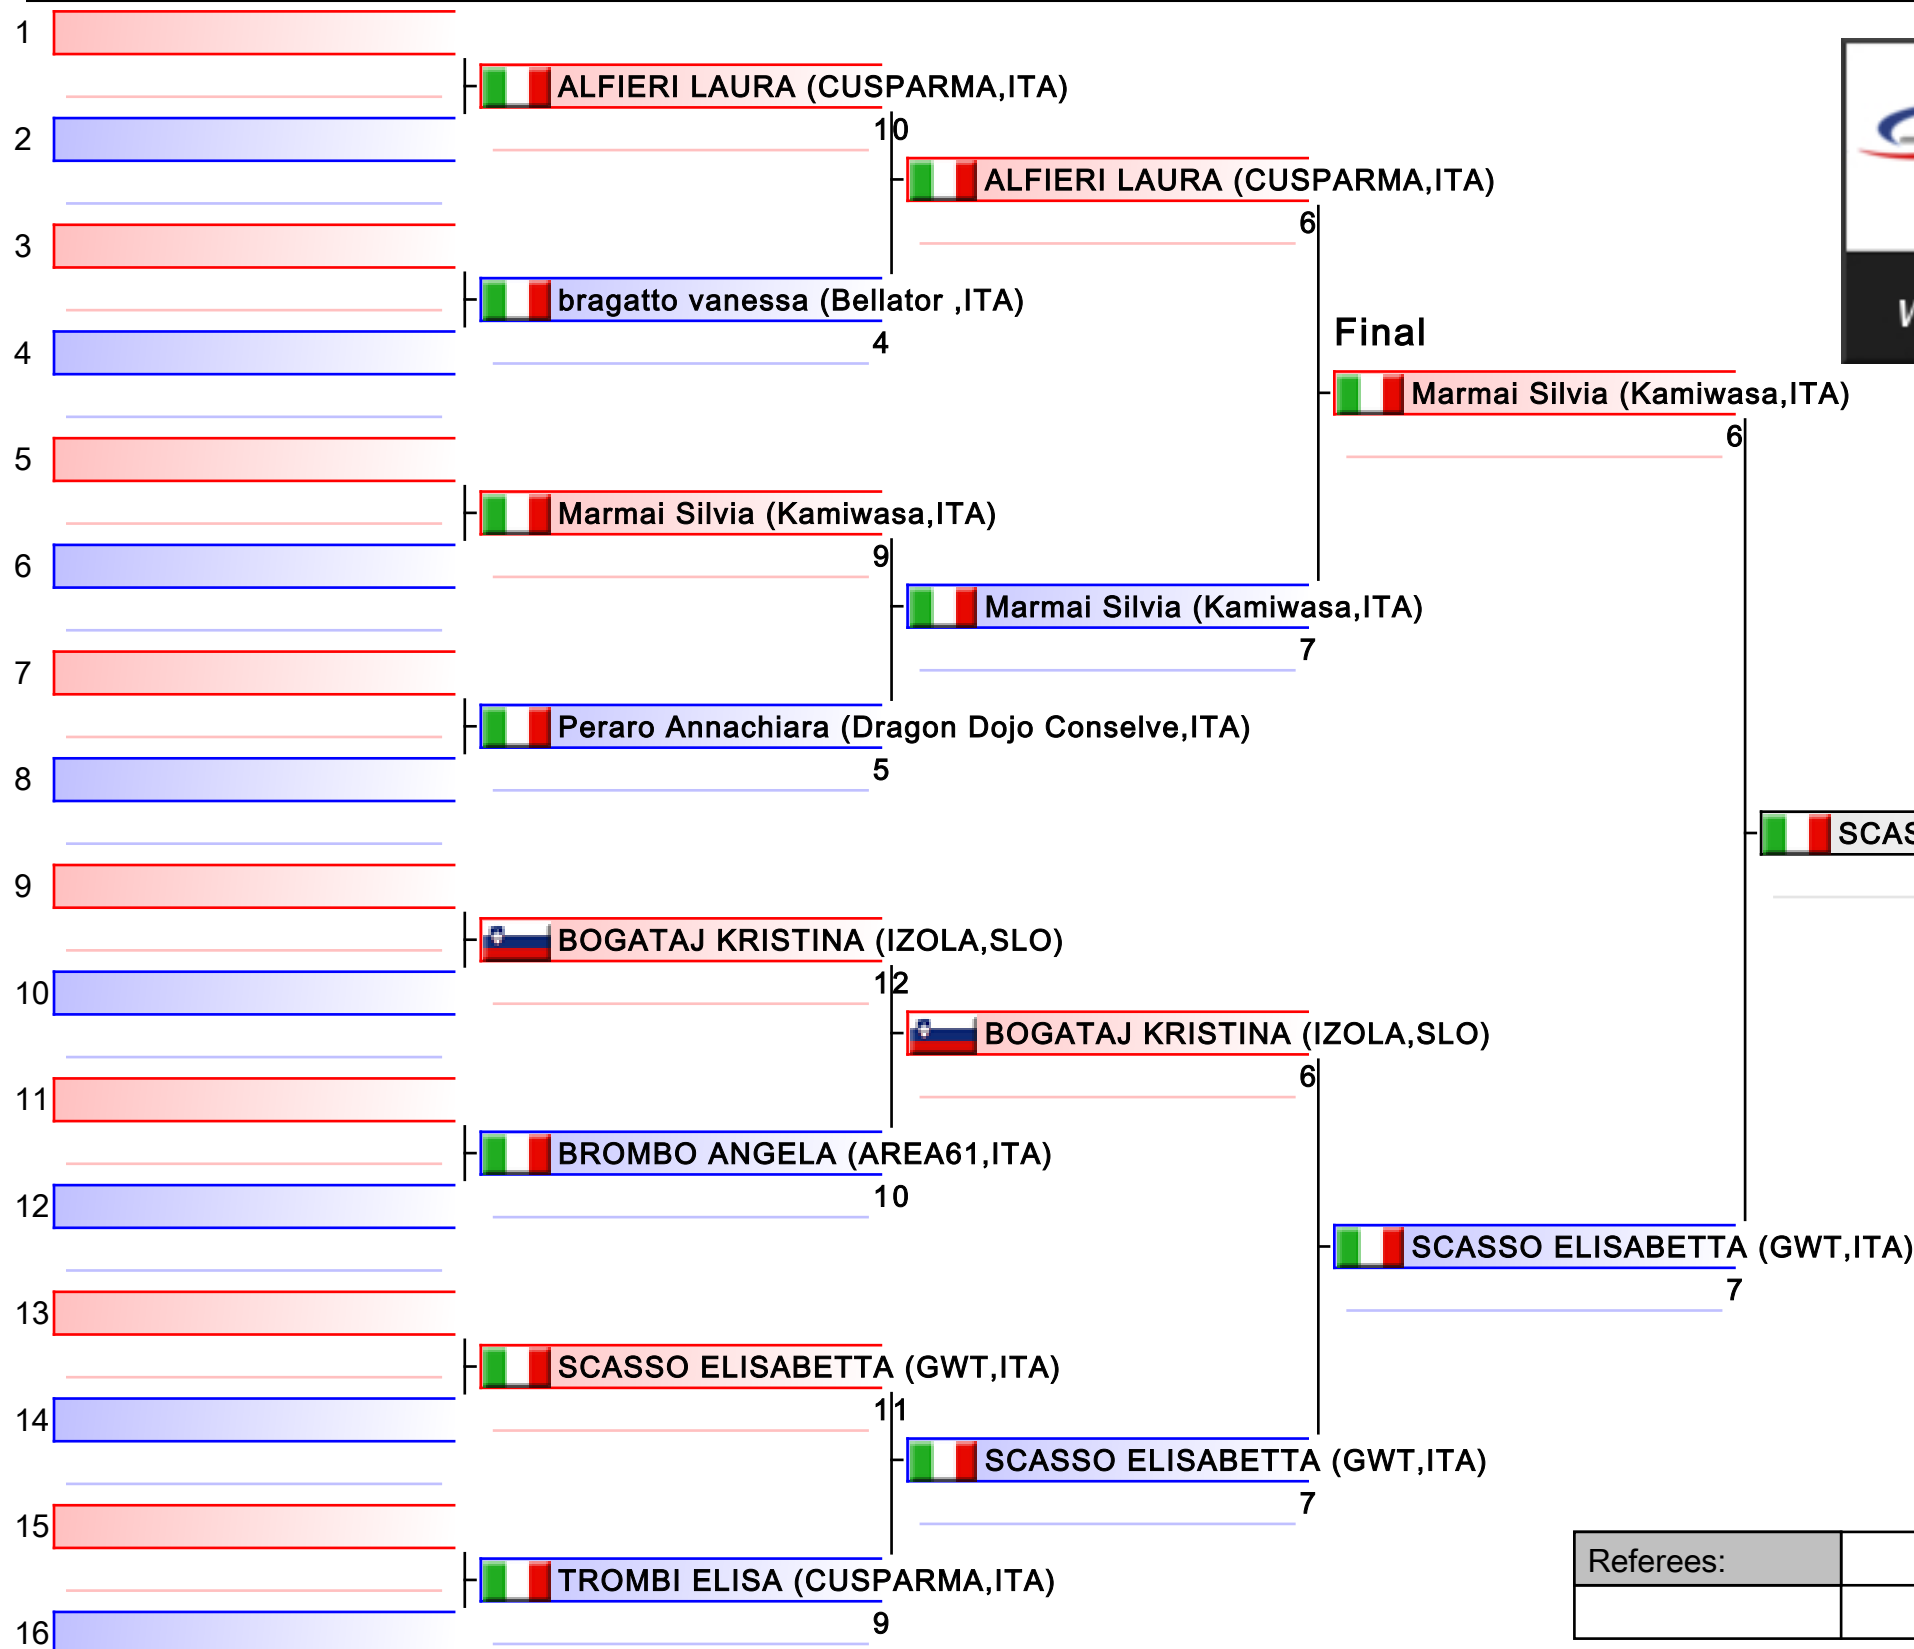 1
ALFIERI LAURA (CUSPARMA,ITA)
10
2
ALFIERI LAURA (CUSPARMA,ITA)
6
3
bragatto vanessa (Bellator ,ITA)
4
4
Final
Marmai Silvia (Kamiwasa,ITA)
6
5
Marmai Silvia (Kamiwasa,ITA)
9
6
Marmai Silvia (Kamiwasa,ITA)
7
7
Peraro Annachiara (Dragon Dojo Conselve,ITA)
5
8
SCAS
9
BOGATAJ KRISTINA (IZOLA,SLO)
12
10
BOGATAJ KRISTINA (IZOLA,SLO)
6
11
BROMBO ANGELA (AREA61,ITA)
10
12
SCASSO ELISABETTA (GWT,ITA)
7
13
SCASSO ELISABETTA (GWT,ITA)
11
14
SCASSO ELISABETTA (GWT,ITA)
7
15
TROMBI ELISA (CUSPARMA,ITA)
9
16
Referees: